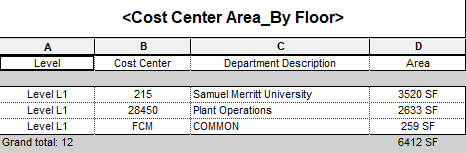 <Cost Center Area_By Floor>
A B C D
Level Cost Center Department Description Area
Level L1 215 Samuel Merritt University 3520 SF
Level L1 28450 Plant Operations 2633 SF
Level L1 FCM COMMON 259 SF
Grand total: 12 6412 SF